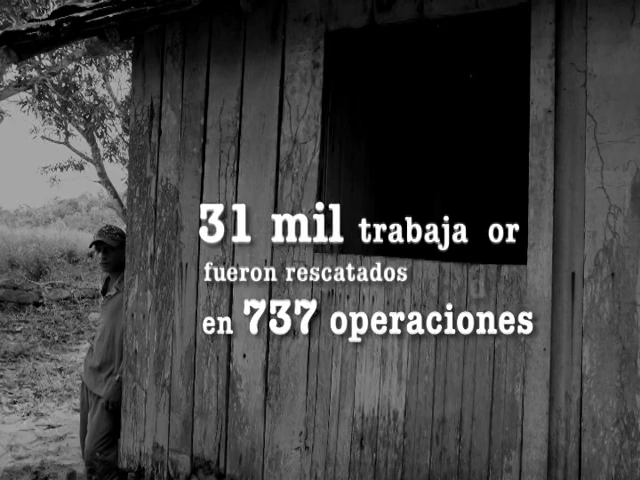 31 mil trabaja or
fueron rescatados
en 737 operaciones